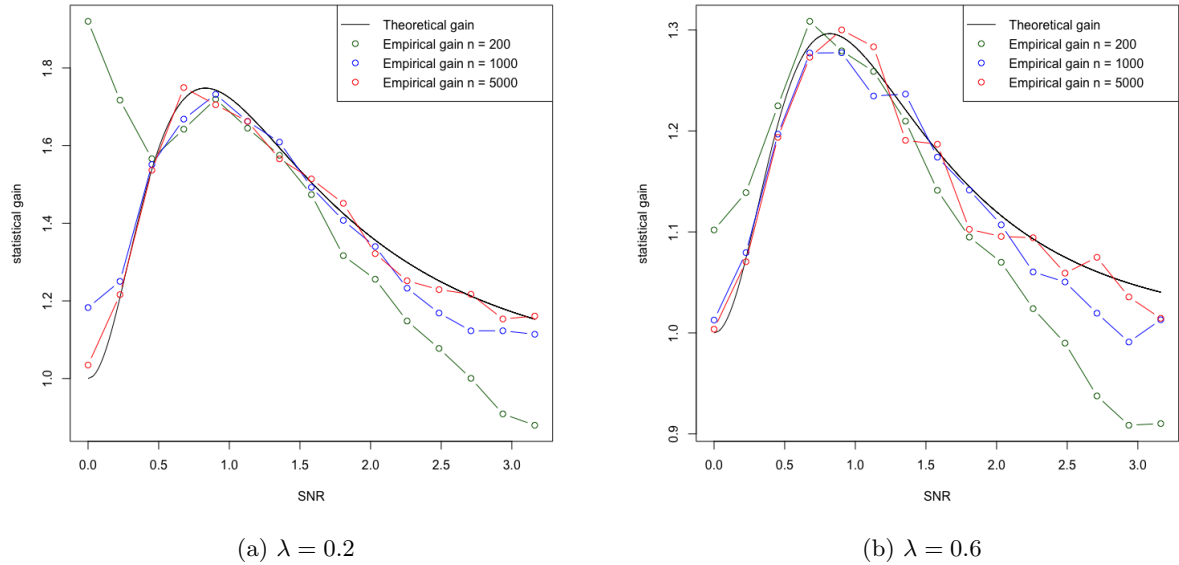 Theoretical gain
Empirical gain n = 200
Empirical gain n = 1000
Empirical gain n = 5000
statistical gain
1.8
1.6
1.4
1.2
1.0
0.0 0.5 1.0 1.5 2.0 2.5 3.0
SNR
(a) λ = 0.2
Theoretical gain
Empirical gain n = 200
Empirical gain n = 1000
Empirical gain n = 5000
statistical gain
1.3
1.2
1.1
1.0
0.9
0.0 0.5 1.0 1.5 2.0 2.5 3.0
SNR
(b) λ = 0.6